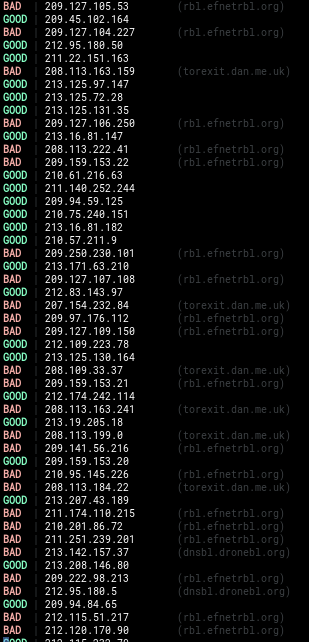 BAD | 209.127.105.53 (rbl.efnetrbl.org)
GOOD | 209.45.102.164
BAD | 209.127.104.227 (rbl.efnetrbl.org)
GOOD | 212.95.180.50
GOOD | 211.22.151.163
BAD | 208.113.163.159 (torexit.dan.me.uk)
GOOD | 213.125.97.147
GOOD | 213.125.72.28
GOOD | 213.125.131.35
BAD | 209.127.106.250 (rbl.efnetrbl.org)
GOOD | 213.16.81.147
BAD | 208.113.222.41 (rbl.efnetrbl.org)
BAD | 209.159.153.22 (rbl.efnetrbl.org)
GOOD | 210.61.216.63
GOOD | 211.140.252.244
GOOD | 209.94.59.125
GOOD | 210.75.240.151
GOOD | 213.16.81.182
GOOD | 210.57.211.9
BAD | 209.250.230.101 (rbl.efnetrbl.org)
GOOD | 213.171.63.210
BAD | 209.127.107.108 (rbl.efnetrbl.org)
GOOD | 212.83.143.97
BAD | 207.154.232.84 (torexit.dan.me.uk)
BAD | 209.97.176.112 (rbl.efnetrbl.org)
BAD | 209.127.109.150 (rbl.efnetrbl.org)
GOOD | 212.109.223.78
GOOD | 213.125.130.164
BAD | 208.109.33.37 (torexit.dan.me.uk)
BAD | 209.159.153.21 (rbl.efnetrbl.org)
GOOD | 212.174.242.114
BAD | 208.113.163.241 (torexit.dan.me.uk)
GOOD | 213.19.205.18
BAD | 208.113.199.0 (torexit.dan.me.uk)
BAD | 209.141.56.216 (rbl.efnetrbl.org)
GOOD | 209.159.153.20
BAD | 210.95.145.226 (rbl.efnetrbl.org)
BAD | 208.113.184.22 (torexit.dan.me.uk)
GOOD | 213.207.43.189
BAD | 211.174.110.215 (rbl.efnetrbl.org)
BAD | 210.201.86.72 (rbl.efnetrbl.org)
BAD | 211.251.239.201 (rbl.efnetrbl.org)
BAD | 213.142.157.37 (dnsbl.dronebl.org)
GOOD | 213.208.146.80
BAD | 209.222.98.213 (rbl.efnetrbl.org)
BAD | 212.95.180.5 (dnsbl.dronebl.org)
GOOD | 209.94.84.65
BAD | 212.115.51.217 (rbl.efnetrbl.org)
BAD | 212.120.170.90 (rbl.efnetrbl.org)